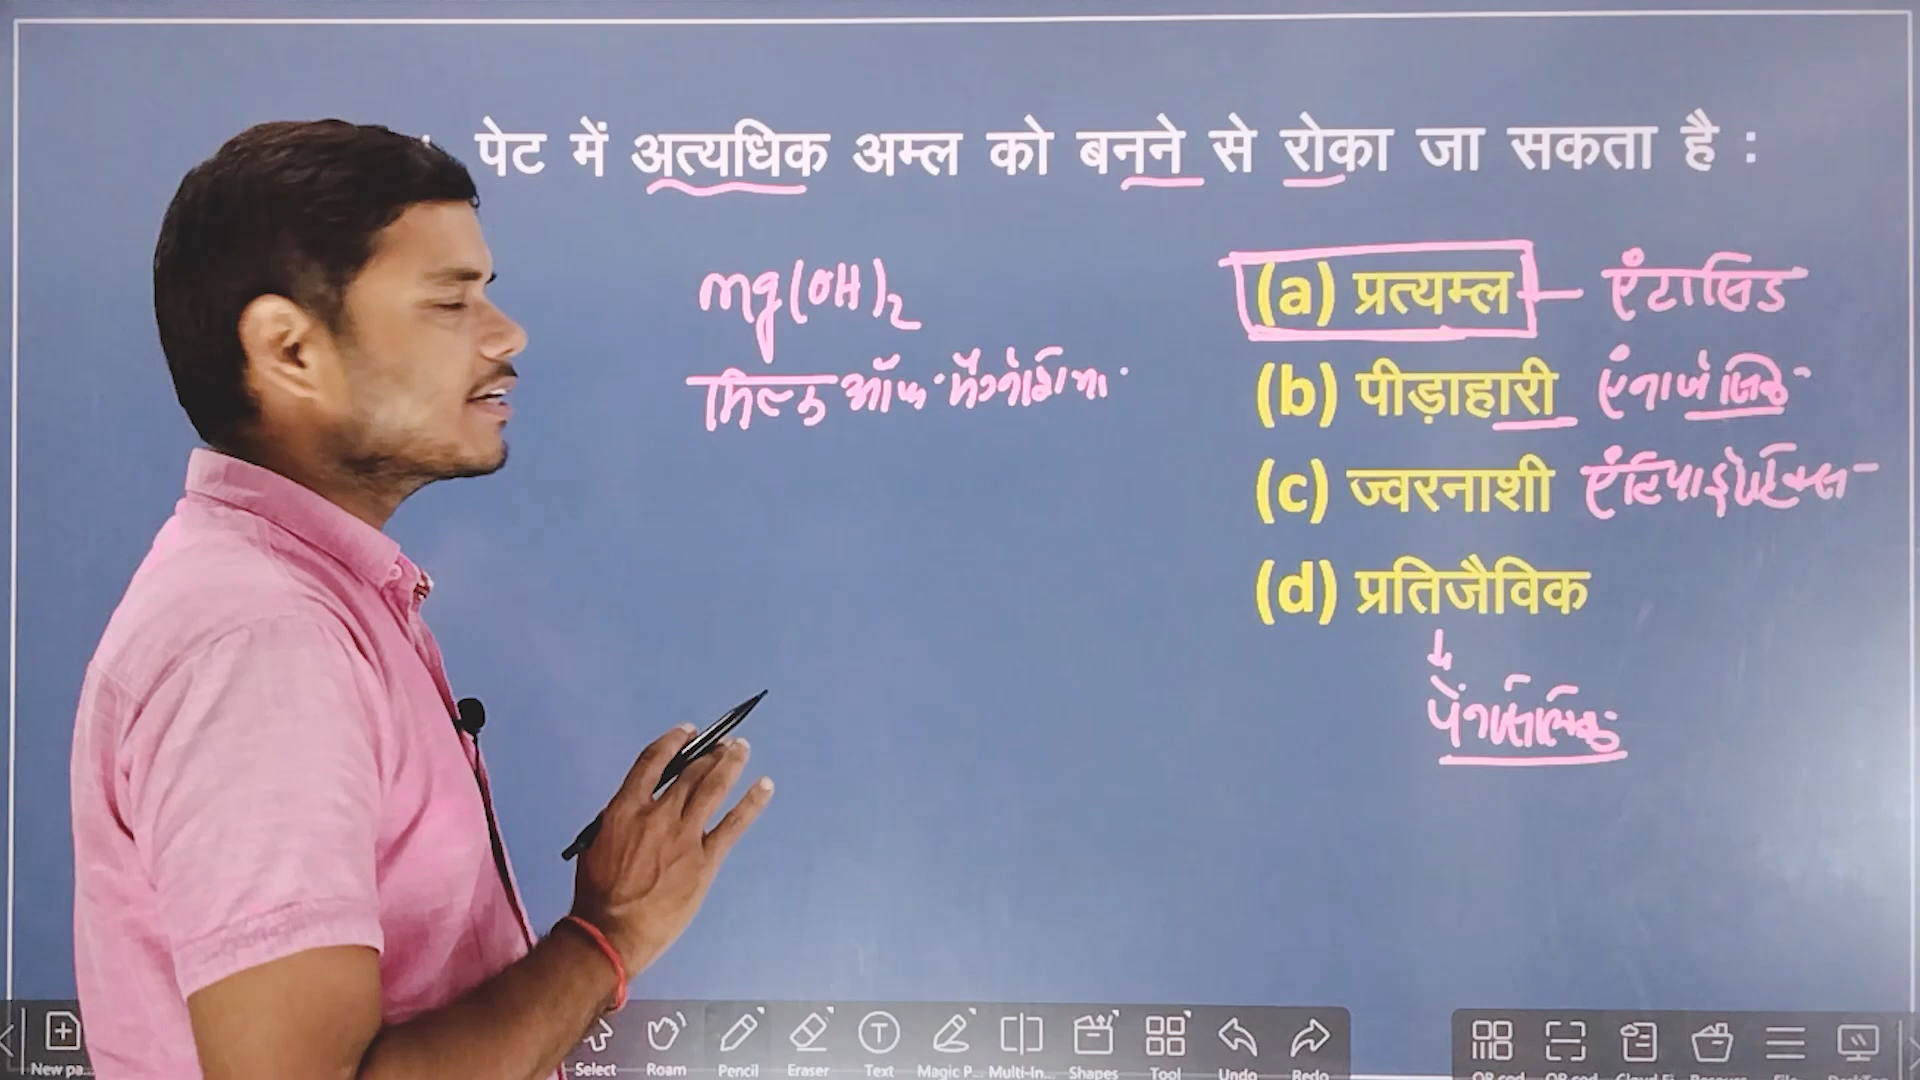 पेट में अत्यधिक अम्ल को बनने से रोका जा सकता है :
mg(OH)2
मिल्क ऑफ मैग्नेशिया
(a) प्रत्यम्ल - एंटासिड
(b) पीड़ाहारी एनाजेसिक
(c) ज्वरनाशी
(d) प्रतिजैविक
New pa...
Select
Roam
Pencil
Eraser
Text
Magic P...
Multi-In...
Shapes
Tool
Undo
Redo